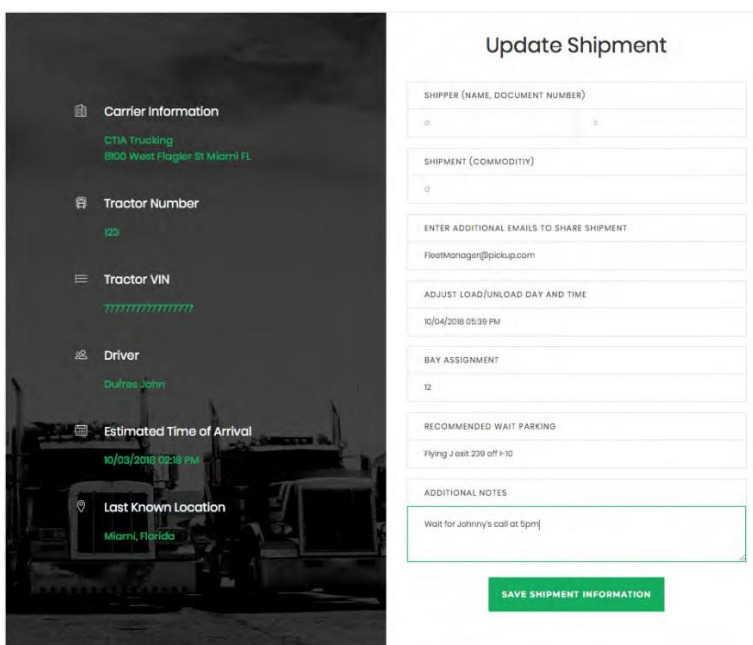 Carrier Information
CTIA Trucking
8100 West Flagler St Miami FL
Tractor Number
123
Tractor VIN
77777777777777777
Driver
Dufres John
Estimated Time of Arrival
10/03/2018 02:18 PM
Last Known Location
Miami, Florida
Update Shipment
SHIPPER (NAME, DOCUMENT NUMBER)
s
SHIPMENT (COMMODITIY)
d
ENTER ADDITIONAL EMAILS TO SHARE SHIPMENT
FleetManager@pickup.com
ADJUST LOAD/UNLOAD DAY AND TIME
10/04/2018 05:39 PM
BAY ASSIGNMENT
12
RECOMMENDED WAIT PARKING
Flying J exit 239 off I-10
ADDITIONAL NOTES
Wait for Johnny's call at 5pm
SAVE SHIPMENT INFORMATION